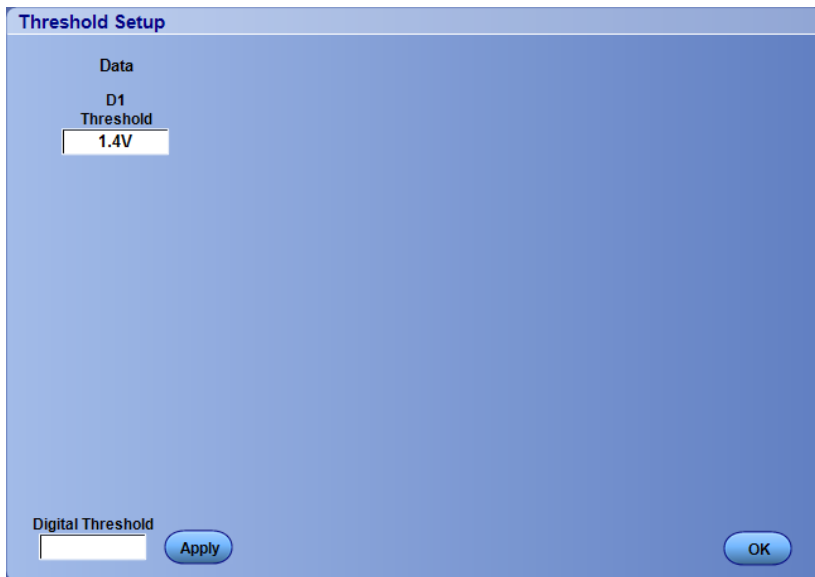 Threshold Setup
Data
D1
Threshold
1.4V
Digital Threshold
Apply
OK